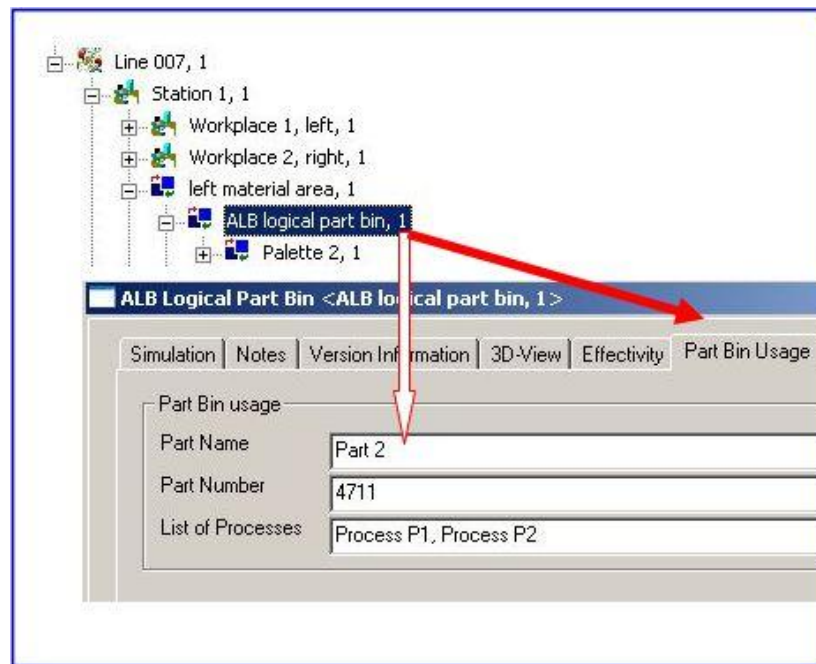 Line 007, 1
Station 1, 1
Workplace 1, left, 1
Workplace 2, right, 1
left material area, 1
ALB logical part bin, 1
Palette 2, 1
ALB Logical Part Bin <ALB logical part bin, 1>
Simulation Notes Version Information 3D-View Effectivity Part Bin Usage
Part Bin usage
Part Name Part 2
Part Number 4711
List of Processes Process P1, Process P2